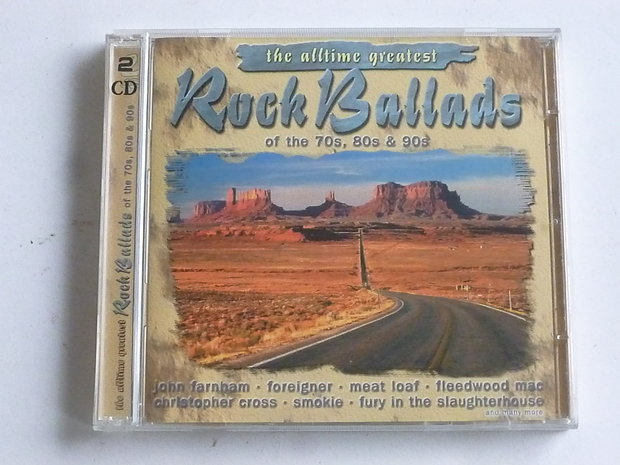 2
CD
the alltime greatest Rock Ballads of the 70s, 80s & 90s
the alltime greatest
Rock Ballads
of the 70s, 80s & 90s
john farnham · foreigner · meat loaf · fleedwood mac
christopher cross · smokie · fury in the slaughterhouse
and many more